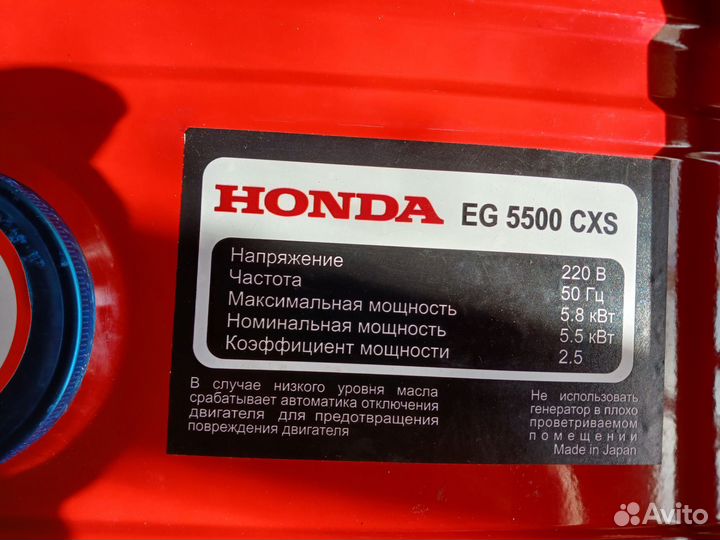 HONDA EG 5500 CXS
Напряжение 220 В
Частота 50 Гц
Максимальная мощность 5.8 кВт
Номинальная мощность 5.5 кВт
Коэффициент мощности 2.5
В случае низкого уровня масла
срабатывает автоматика отключения
двигателя для предотвращения
повреждения двигателя
Не использовать
генератор в плохо
проветриваемом
помещении
Made in Japan
Avito